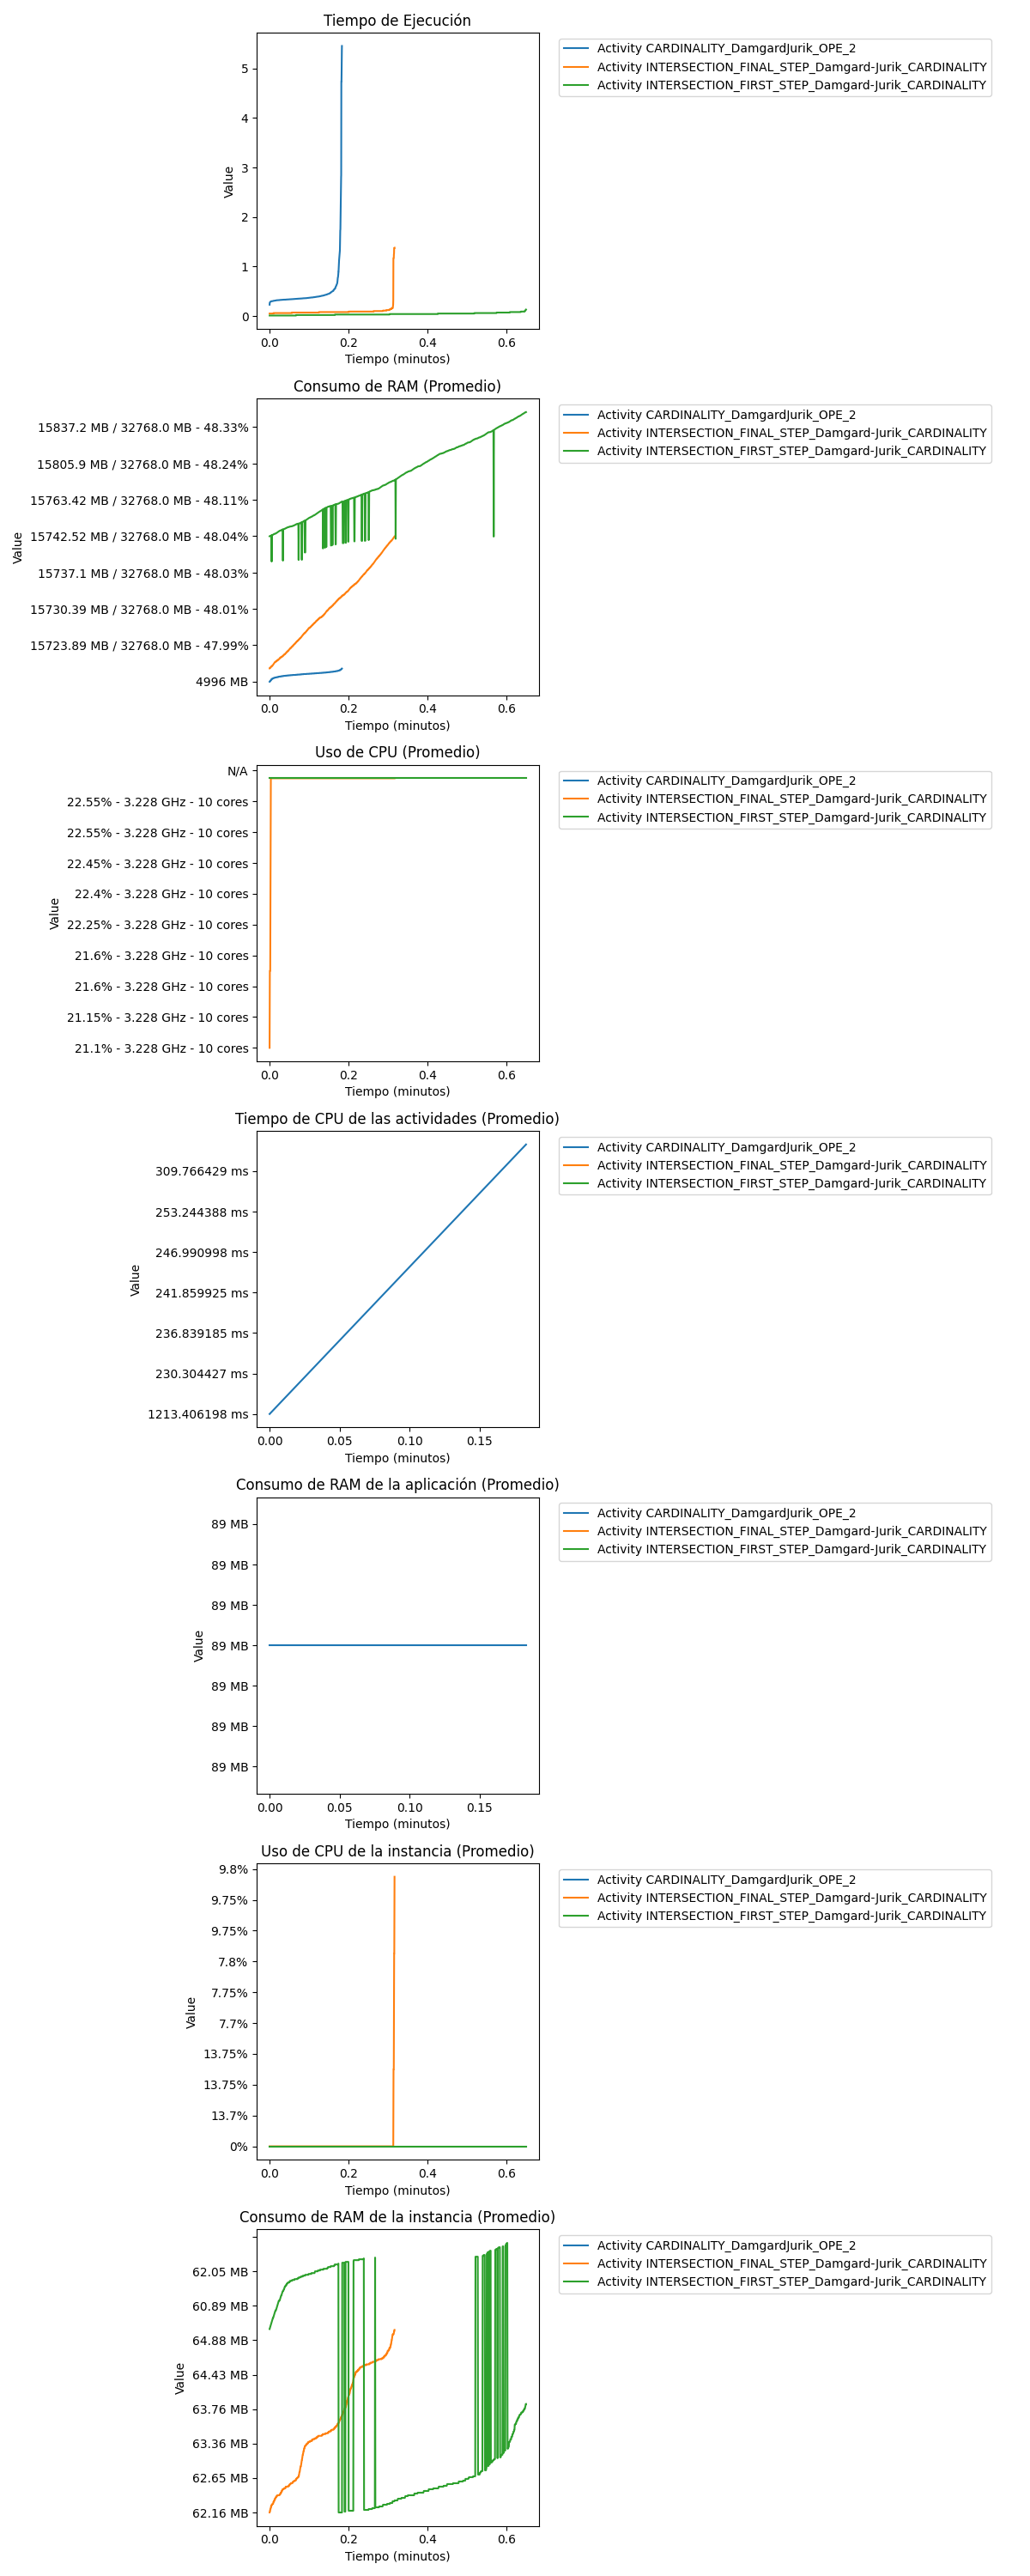 Tiempo de Ejecución
Value
5
4
3
2
1
0
0.0 0.2 0.4 0.6
Tiempo (minutos)
Activity CARDINALITY_DamgardJurik_OPE_2
Activity INTERSECTION_FINAL_STEP_Damgard-Jurik_CARDINALITY
Activity INTERSECTION_FIRST_STEP_Damgard-Jurik_CARDINALITY
Consumo de RAM (Promedio)
Value
15837.2 MB / 32768.0 MB - 48.33%
15805.9 MB / 32768.0 MB - 48.24%
15763.42 MB / 32768.0 MB - 48.11%
15742.52 MB / 32768.0 MB - 48.04%
15737.1 MB / 32768.0 MB - 48.03%
15730.39 MB / 32768.0 MB - 48.01%
15723.89 MB / 32768.0 MB - 47.99%
4996 MB
0.0 0.2 0.4 0.6
Tiempo (minutos)
Activity CARDINALITY_DamgardJurik_OPE_2
Activity INTERSECTION_FINAL_STEP_Damgard-Jurik_CARDINALITY
Activity INTERSECTION_FIRST_STEP_Damgard-Jurik_CARDINALITY
Uso de CPU (Promedio)
Value
N/A
22.55% - 3.228 GHz - 10 cores
22.55% - 3.228 GHz - 10 cores
22.45% - 3.228 GHz - 10 cores
22.4% - 3.228 GHz - 10 cores
22.25% - 3.228 GHz - 10 cores
21.6% - 3.228 GHz - 10 cores
21.6% - 3.228 GHz - 10 cores
21.15% - 3.228 GHz - 10 cores
21.1% - 3.228 GHz - 10 cores
0.0 0.2 0.4 0.6
Tiempo (minutos)
Activity CARDINALITY_DamgardJurik_OPE_2
Activity INTERSECTION_FINAL_STEP_Damgard-Jurik_CARDINALITY
Activity INTERSECTION_FIRST_STEP_Damgard-Jurik_CARDINALITY
Tiempo de CPU de las actividades (Promedio)
Value
309.766429 ms
253.244388 ms
246.990998 ms
241.859925 ms
236.839185 ms
230.304427 ms
1213.406198 ms
0.00 0.05 0.10 0.15
Tiempo (minutos)
Activity CARDINALITY_DamgardJurik_OPE_2
Activity INTERSECTION_FINAL_STEP_Damgard-Jurik_CARDINALITY
Activity INTERSECTION_FIRST_STEP_Damgard-Jurik_CARDINALITY
Consumo de RAM de la aplicación (Promedio)
Value
89 MB
89 MB
89 MB
89 MB
89 MB
89 MB
89 MB
0.00 0.05 0.10 0.15
Tiempo (minutos)
Activity CARDINALITY_DamgardJurik_OPE_2
Activity INTERSECTION_FINAL_STEP_Damgard-Jurik_CARDINALITY
Activity INTERSECTION_FIRST_STEP_Damgard-Jurik_CARDINALITY
Uso de CPU de la instancia (Promedio)
Value
9.8%
9.75%
9.75%
7.8%
7.75%
7.7%
13.75%
13.75%
13.7%
0%
0.0 0.2 0.4 0.6
Tiempo (minutos)
Activity CARDINALITY_DamgardJurik_OPE_2
Activity INTERSECTION_FINAL_STEP_Damgard-Jurik_CARDINALITY
Activity INTERSECTION_FIRST_STEP_Damgard-Jurik_CARDINALITY
Consumo de RAM de la instancia (Promedio)
Value
62.05 MB
60.89 MB
64.88 MB
64.43 MB
63.76 MB
63.36 MB
62.65 MB
62.16 MB
0.0 0.2 0.4 0.6
Tiempo (minutos)
Activity CARDINALITY_DamgardJurik_OPE_2
Activity INTERSECTION_FINAL_STEP_Damgard-Jurik_CARDINALITY
Activity INTERSECTION_FIRST_STEP_Damgard-Jurik_CARDINALITY